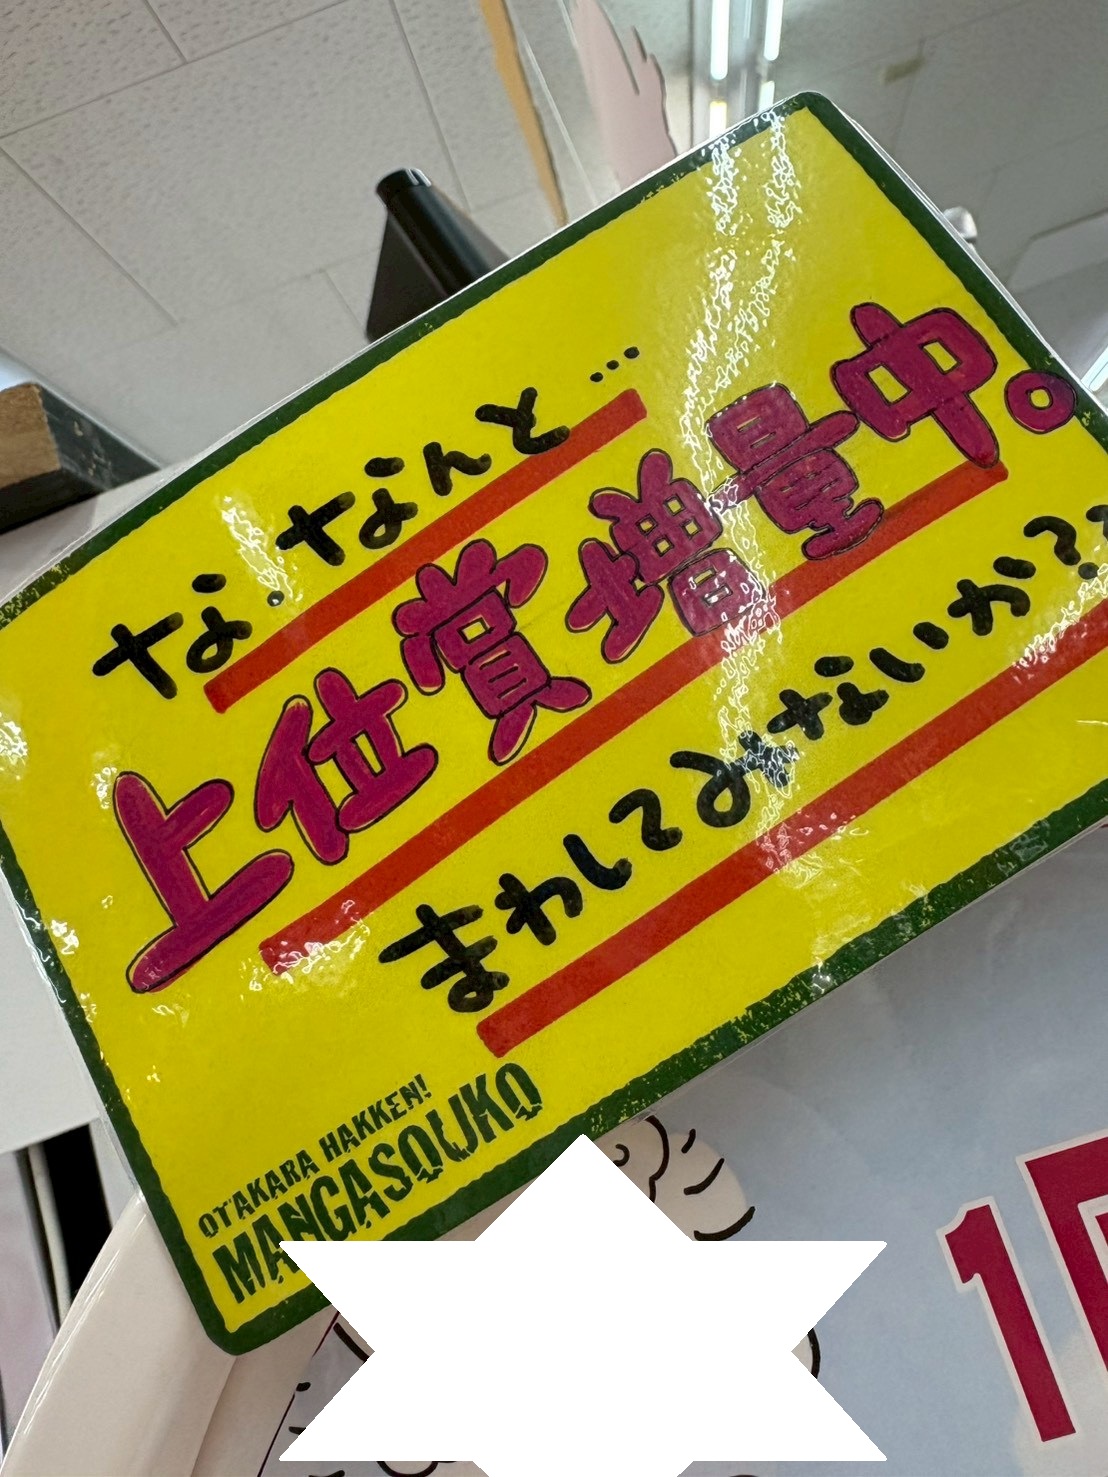 な. なんと…
上位賞増量中。
まわしてみないか?
OTAKARA HAKKEN!
MANGASOUKO
1